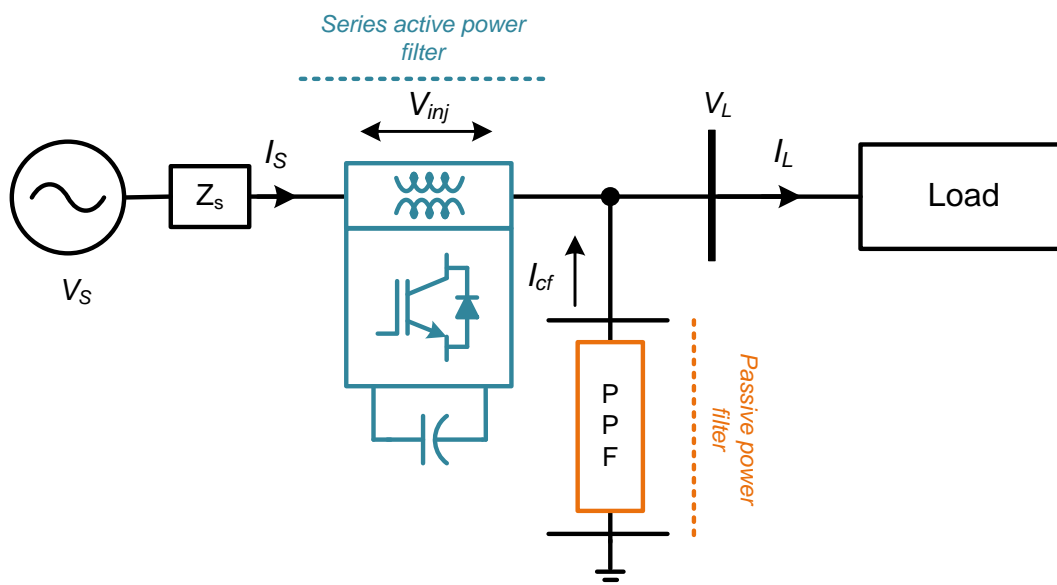 Series active power
filter
V_inj
I_S
V_L
I_L
Z_s
Load
V_S
I_cf
P
P
F
Passive power
filter